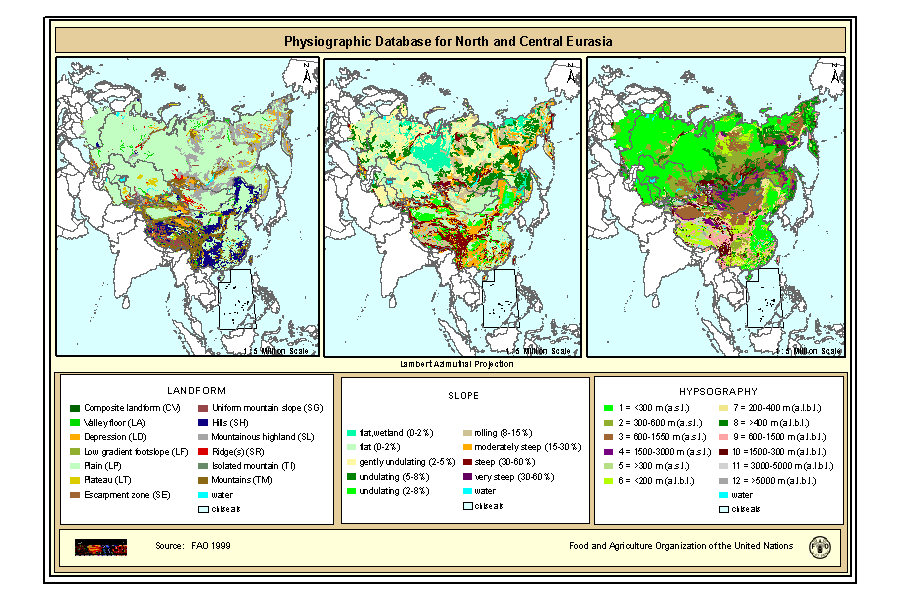 Physiographic Database for North and Central Eurasia
N
N
N
1 : 5 Million Scale
1 : 5 Million Scale
1 : 5 Million Scale
Lambert Azimuthal Projection
LANDFORM
Composite landform (CV)
Valley floor (LA)
Depression (LD)
Low gradient footslope (LF)
Plain (LP)
Plateau (LT)
Escarpment zone (SE)
Uniform mountain slope (SG)
Hills (SH)
Mountainous highland (SL)
Ridge(s) (SR)
Isolated mountain (TI)
Mountains (TM)
water
chiseals
SLOPE
flat,wetland (0-2%)
flat (0-2%)
gently undulating (2-5%)
undulating (5-8%)
undulating (2-8%)
rolling (8-15%)
moderately steep (15-30%)
steep (30-60%)
very steep (30-60%)
water
chiseals
HYPSOGRAPHY
1 = <300 m (a.s.l.)
2 = 300-600 m (a.s.l.)
3 = 600-1550 m (a.s.l.)
4 = 1500-3000 m (a.s.l.)
5 = >300 m (a.s.l.)
6 = <200 m (a.l.b.l.)
7 = 200-400 m (a.l.b.l.)
8 = >400 m (a.l.b.l.)
9 = 600-1500 m (a.l.b.l.)
10 = 1500-300 m (a.l.b.l.)
11 = 3000-5000 m (a.l.b.l.)
12 = >5000 m (a.l.b.l.)
water
chiseals
Source: FAO 1999
Food and Agriculture Organization of the United Nations